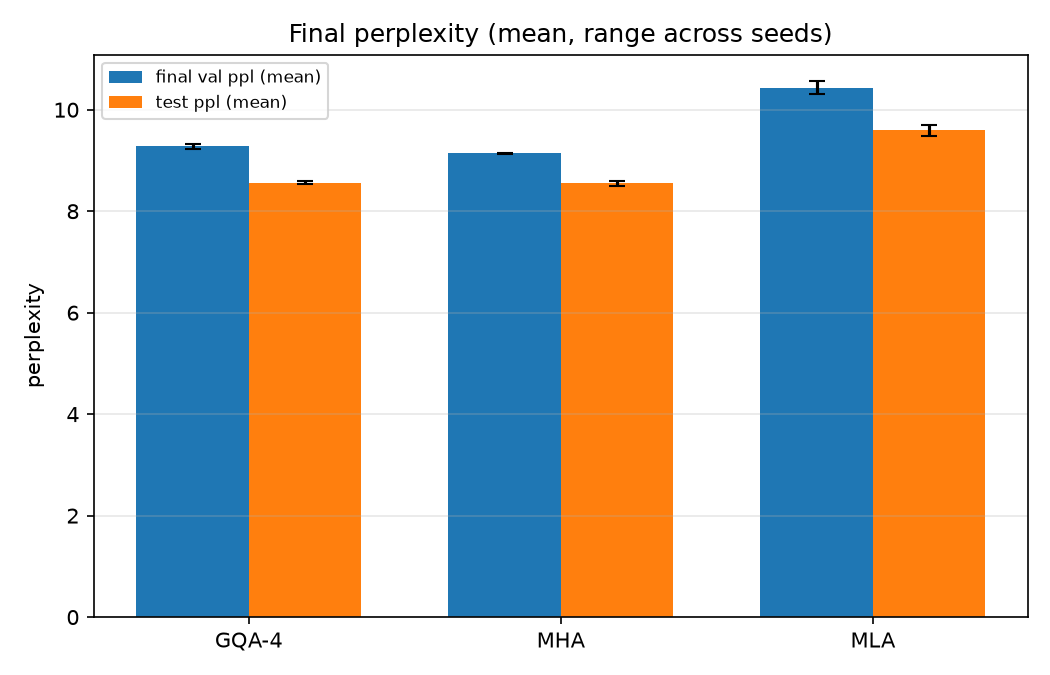 Final perplexity (mean, range across seeds)
final val ppl (mean)
test ppl (mean)
perplexity
10
8
6
4
2
0
GQA-4
MHA
MLA